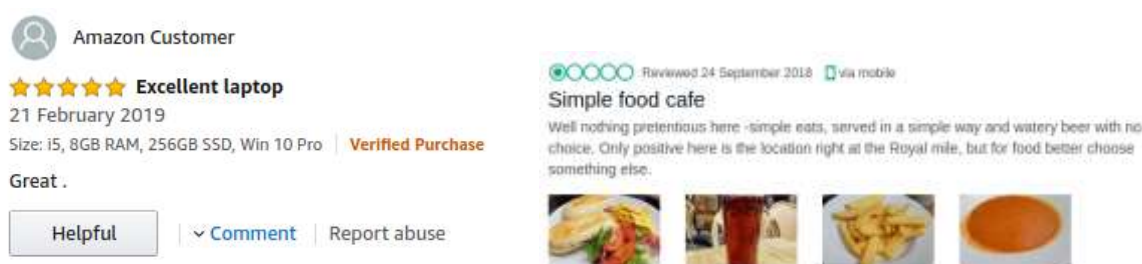 Amazon Customer
Excellent laptop
21 February 2019
Size: i5, 8GB RAM, 256GB SSD, Win 10 Pro | Verified Purchase
Great .
Helpful
Comment | Report abuse
Reviewed 24 September 2018 via mobile
Simple food cafe
Well nothing pretentious here -simple eats, served in a simple way and watery beer with no
choice. Only positive here is the location right at the Royal mile, but for food better choose
something else.